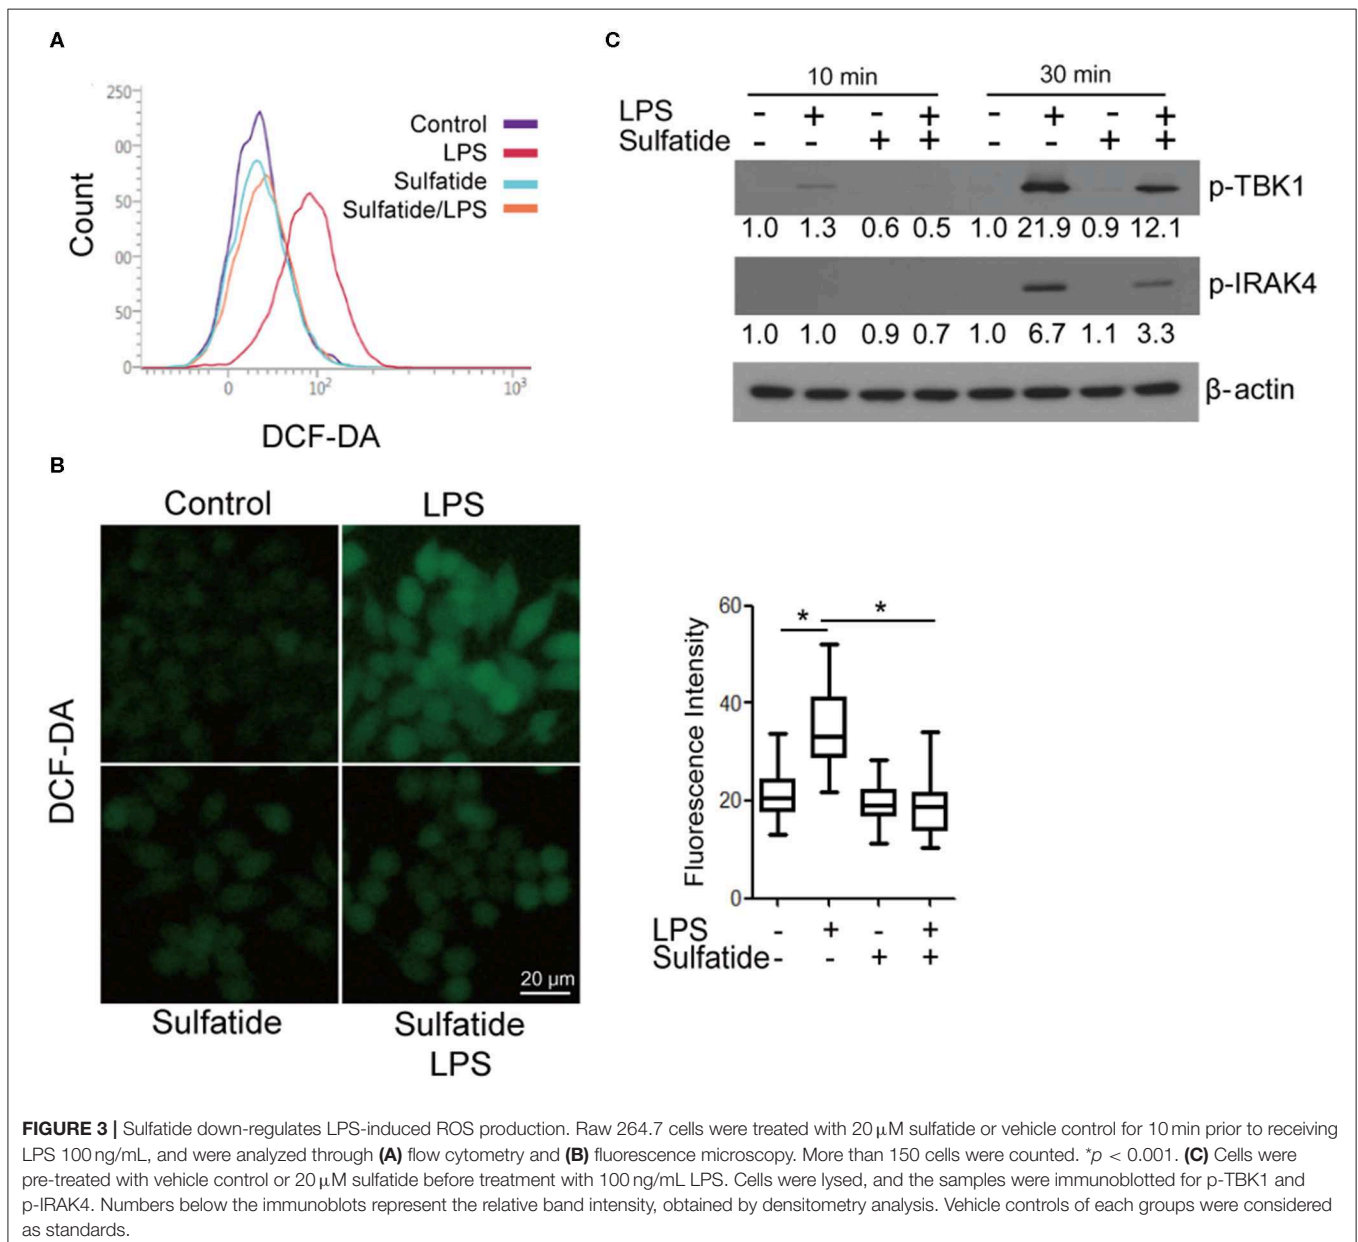 A
250
00
50
00
50
0
0 10² 10³
Count
DCF-DA
Control
LPS
Sulfatide
Sulfatide/LPS
C
10 min 30 min
LPS - + - + - + - +
Sulfatide - - + + - - + +
p-TBK1
1.0 1.3 0.6 0.5 1.0 21.9 0.9 12.1
p-IRAK4
1.0 1.0 0.9 0.7 1.0 6.7 1.1 3.3
β-actin
B
Control LPS
DCF-DA
20 µm
Sulfatide Sulfatide
LPS
60
40
20
0
Fluorescence Intensity
* *
LPS - + - +
Sulfatide - - + +
FIGURE 3 | Sulfatide down-regulates LPS-induced ROS production. Raw 264.7 cells were treated with 20 µM sulfatide or vehicle control for 10 min prior to receiving
LPS 100 ng/mL, and were analyzed through (A) flow cytometry and (B) fluorescence microscopy. More than 150 cells were counted. *p < 0.001. (C) Cells were
pre-treated with vehicle control or 20 µM sulfatide before treatment with 100 ng/mL LPS. Cells were lysed, and the samples were immunoblotted for p-TBK1 and
p-IRAK4. Numbers below the immunoblots represent the relative band intensity, obtained by densitometry analysis. Vehicle controls of each groups were considered
as standards.